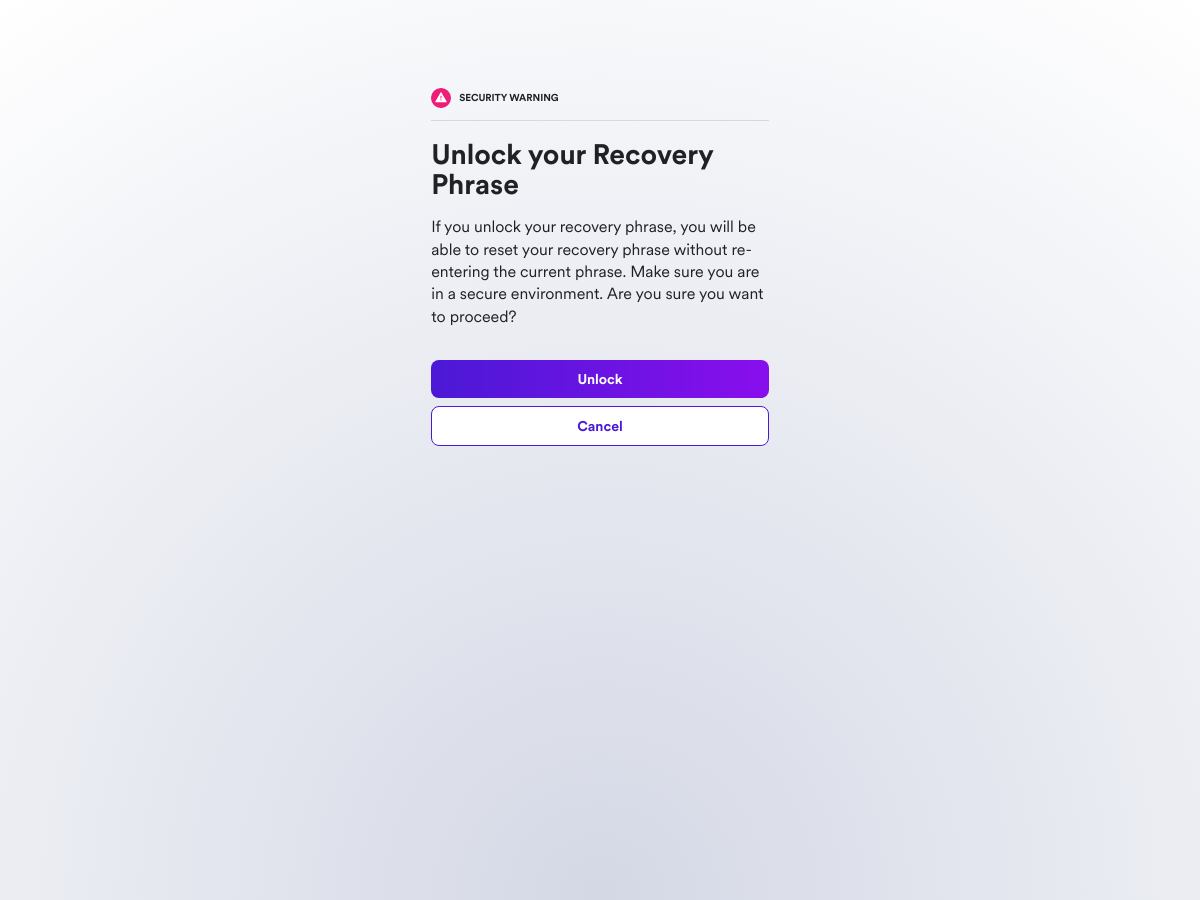 SECURITY WARNING
Unlock your Recovery
Phrase
If you unlock your recovery phrase, you will be
able to reset your recovery phrase without re-
entering the current phrase. Make sure you are
in a secure environment. Are you sure you want
to proceed?
Unlock
Cancel